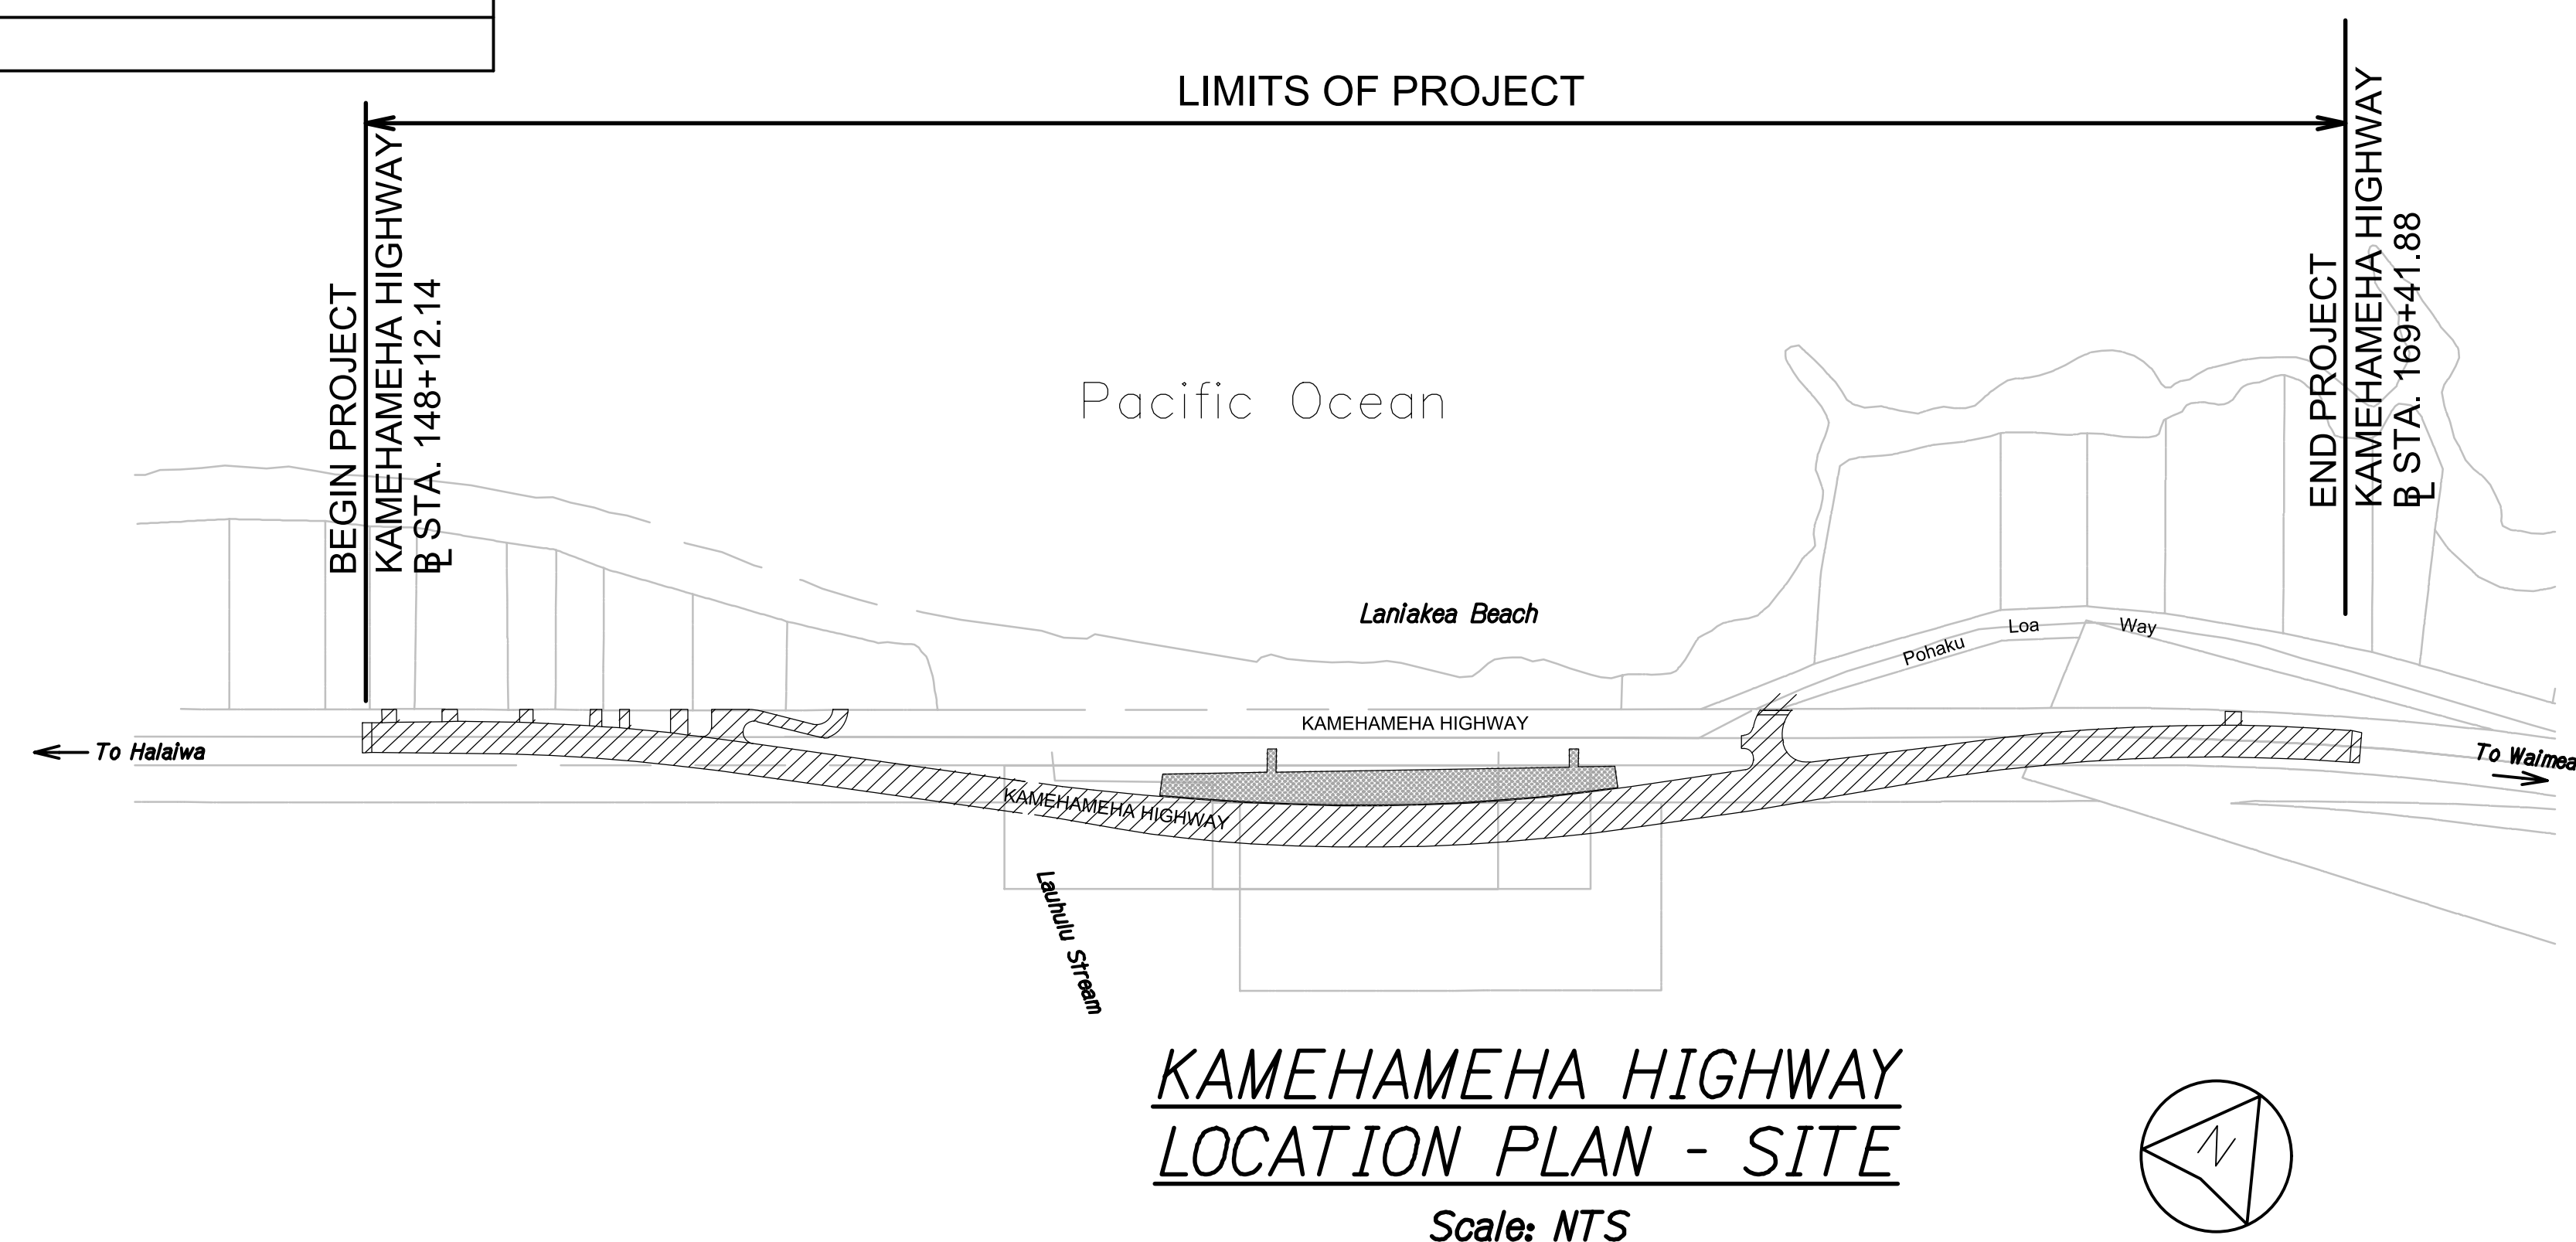 LIMITS OF PROJECT
BEGIN PROJECT
KAMEHAMEHA HIGHWAY
BL STA. 148+12.14
END PROJECT
KAMEHAMEHA HIGHWAY
BL STA. 169+41.88
Pacific Ocean
Laniakea Beach
Pohaku Loa Way
KAMEHAMEHA HIGHWAY
To Halaiwa
To Waimea
KAMEHAMEHA HIGHWAY
Lauhulu Stream
KAMEHAMEHA HIGHWAY
LOCATION PLAN - SITE
Scale: NTS
N